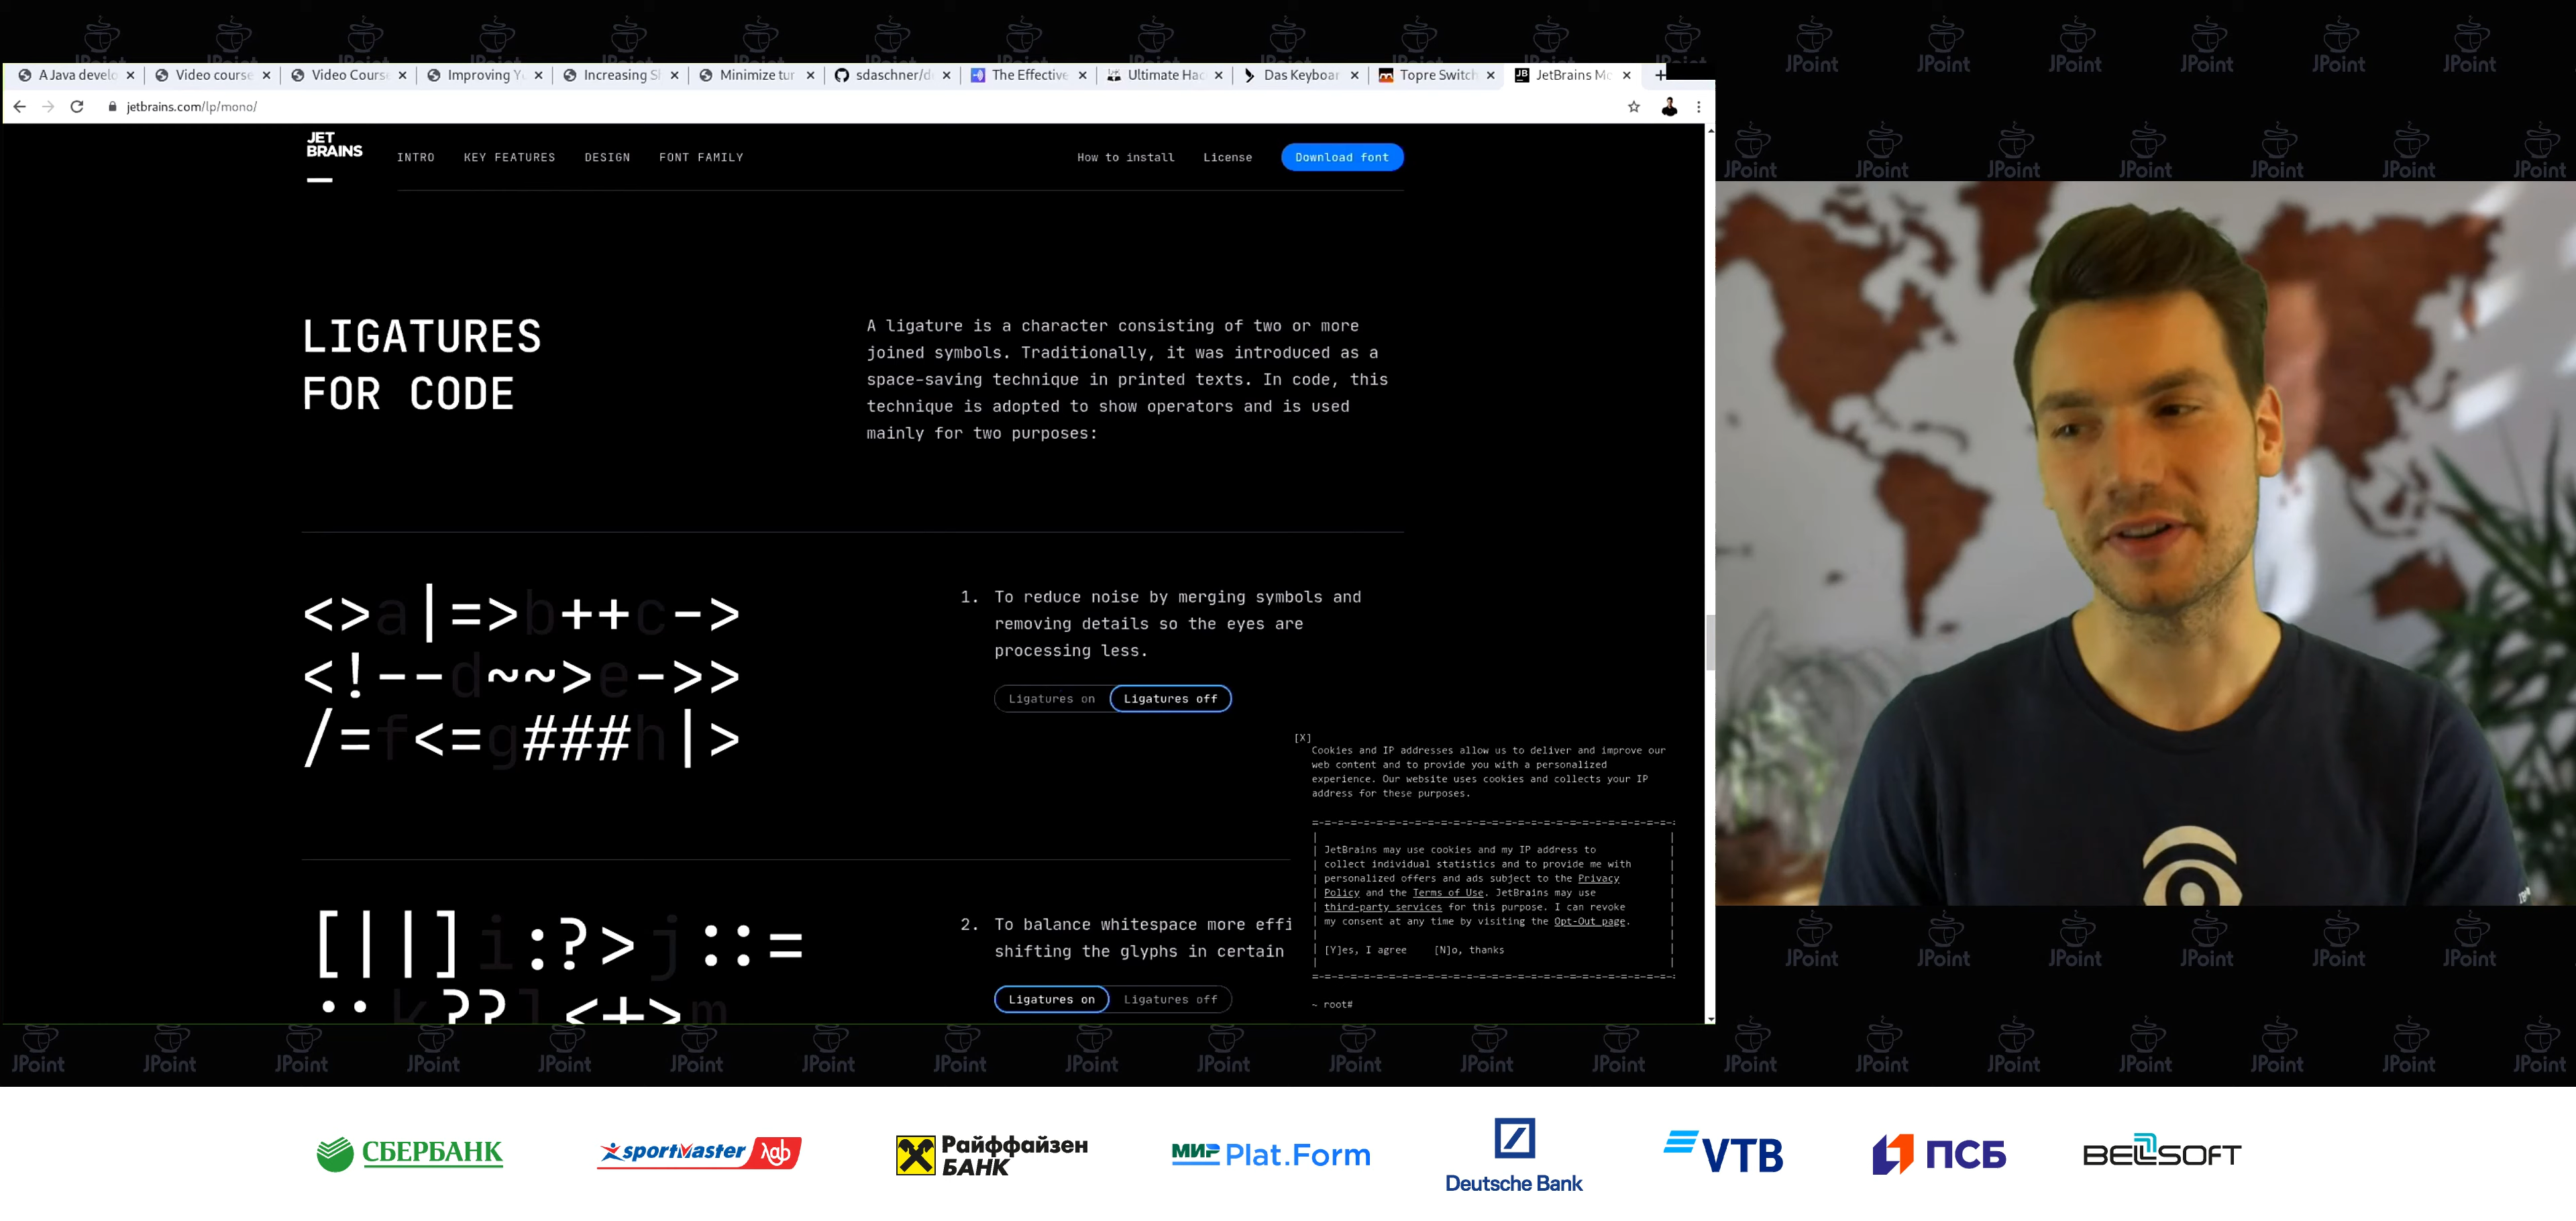 JPoint
A Java develo
Video course
Video Course
Improving Yo
Increasing Sh
Minimize tur
sdaschner/d
The Effective
Ultimate Hac
Das Keyboar
Topre Switch
JetBrains Mo
jetbrains.com/lp/mono/
JET
BRAINS
INTRO
KEY FEATURES
DESIGN
FONT FAMILY
How to install
License
Download font
LIGATURES
FOR CODE
A ligature is a character consisting of two or more
joined symbols. Traditionally, it was introduced as a
space-saving technique in printed texts. In code, this
technique is adopted to show operators and is used
mainly for two purposes:
<>a|=>b++c->
<!--d~~>e->>
/=f<=g###h|>
1. To reduce noise by merging symbols and
removing details so the eyes are
processing less.
Ligatures on
Ligatures off
[||]i:?>j::=
k??l<+>m
2. To balance whitespace more effi
shifting the glyphs in certain
Ligatures on
Ligatures off
[X]
Cookies and IP addresses allow us to deliver and improve our
web content and to provide you with a personalized
experience. Our website uses cookies and collects your IP
address for these purposes.
JetBrains may use cookies and my IP address to
collect individual statistics and to provide me with
personalized offers and ads subject to the Privacy
Policy and the Terms of Use. JetBrains may use
third-party services for this purpose. I can revoke
my consent at any time by visiting the Opt-Out page.
[Y]es, I agree [N]o, thanks
~ root#
СБЕРБАНК
sportmaster лаб
Райффайзен
БАНК
МИР Plat.Form
Deutsche Bank
VTB
ПСБ
BELLSOFT